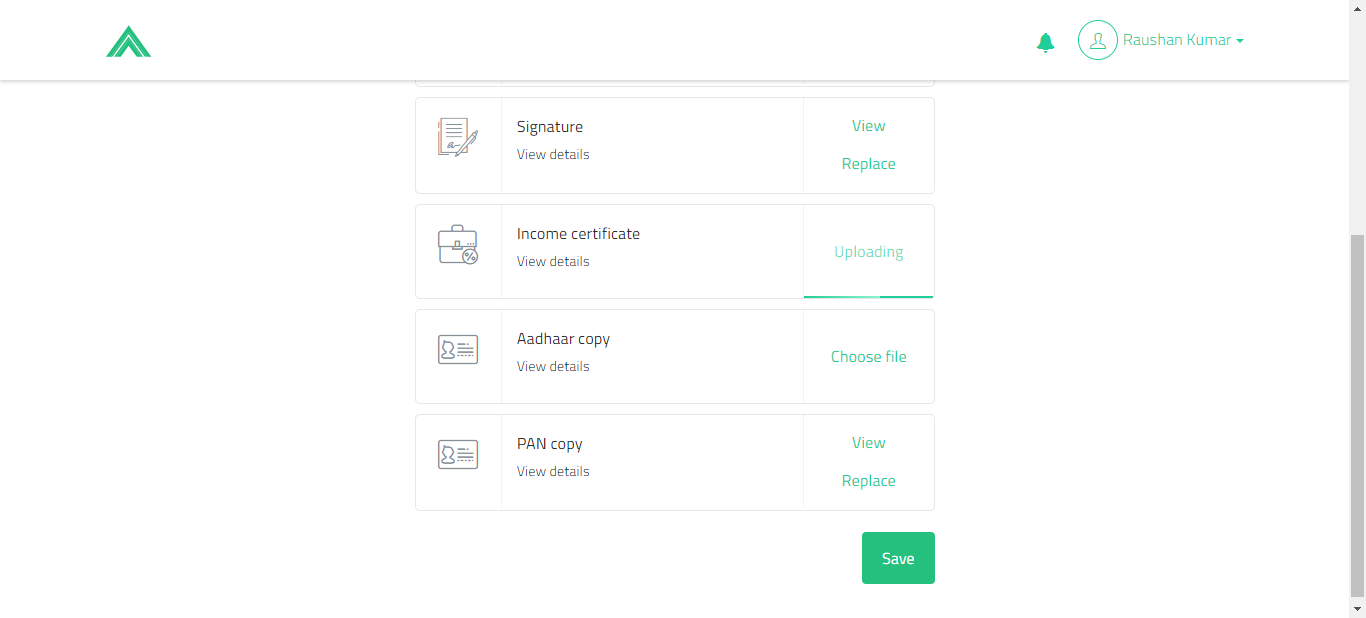 Raushan Kumar
Signature
View details
View
Replace
Income certificate
View details
Uploading
Aadhaar copy
View details
Choose file
PAN copy
View details
View
Replace
Save